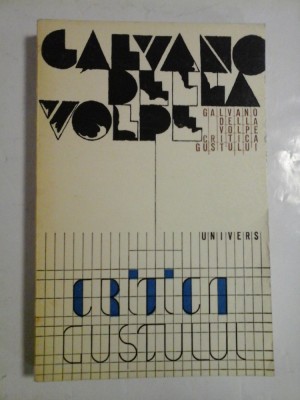 GALVANO
DELLA
VOLPE
GALVANO
DELLA
VOLPE
CRITICA
GUSTULUI
UNIVERS
CRITICA
GUSTULUI